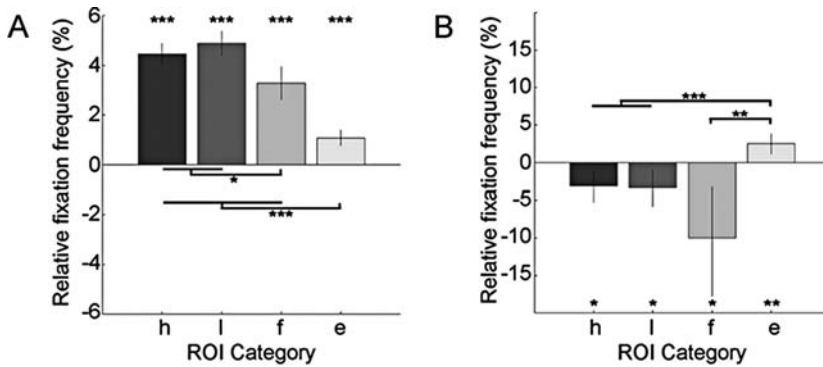 A
Relative fixation frequency (%)
6
4
2
0
-2
-4
-6
*** *** *** ***
*
***
h l f e
ROI Category
B
Relative fixation frequency (%)
15
10
5
0
-5
-10
-15
***
**
* * * **
h l f e
ROI Category